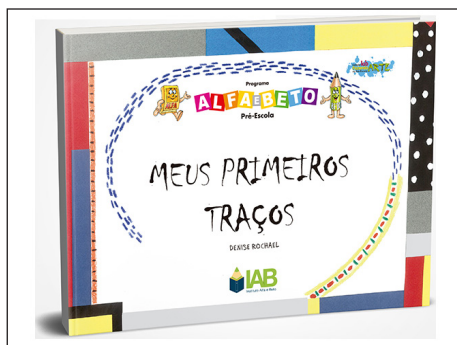 Programa
ALFA E BETO
Pré-Escola
MEUS PRIMEIROS
TRAÇOS
DENISE ROCHAEL
IAB